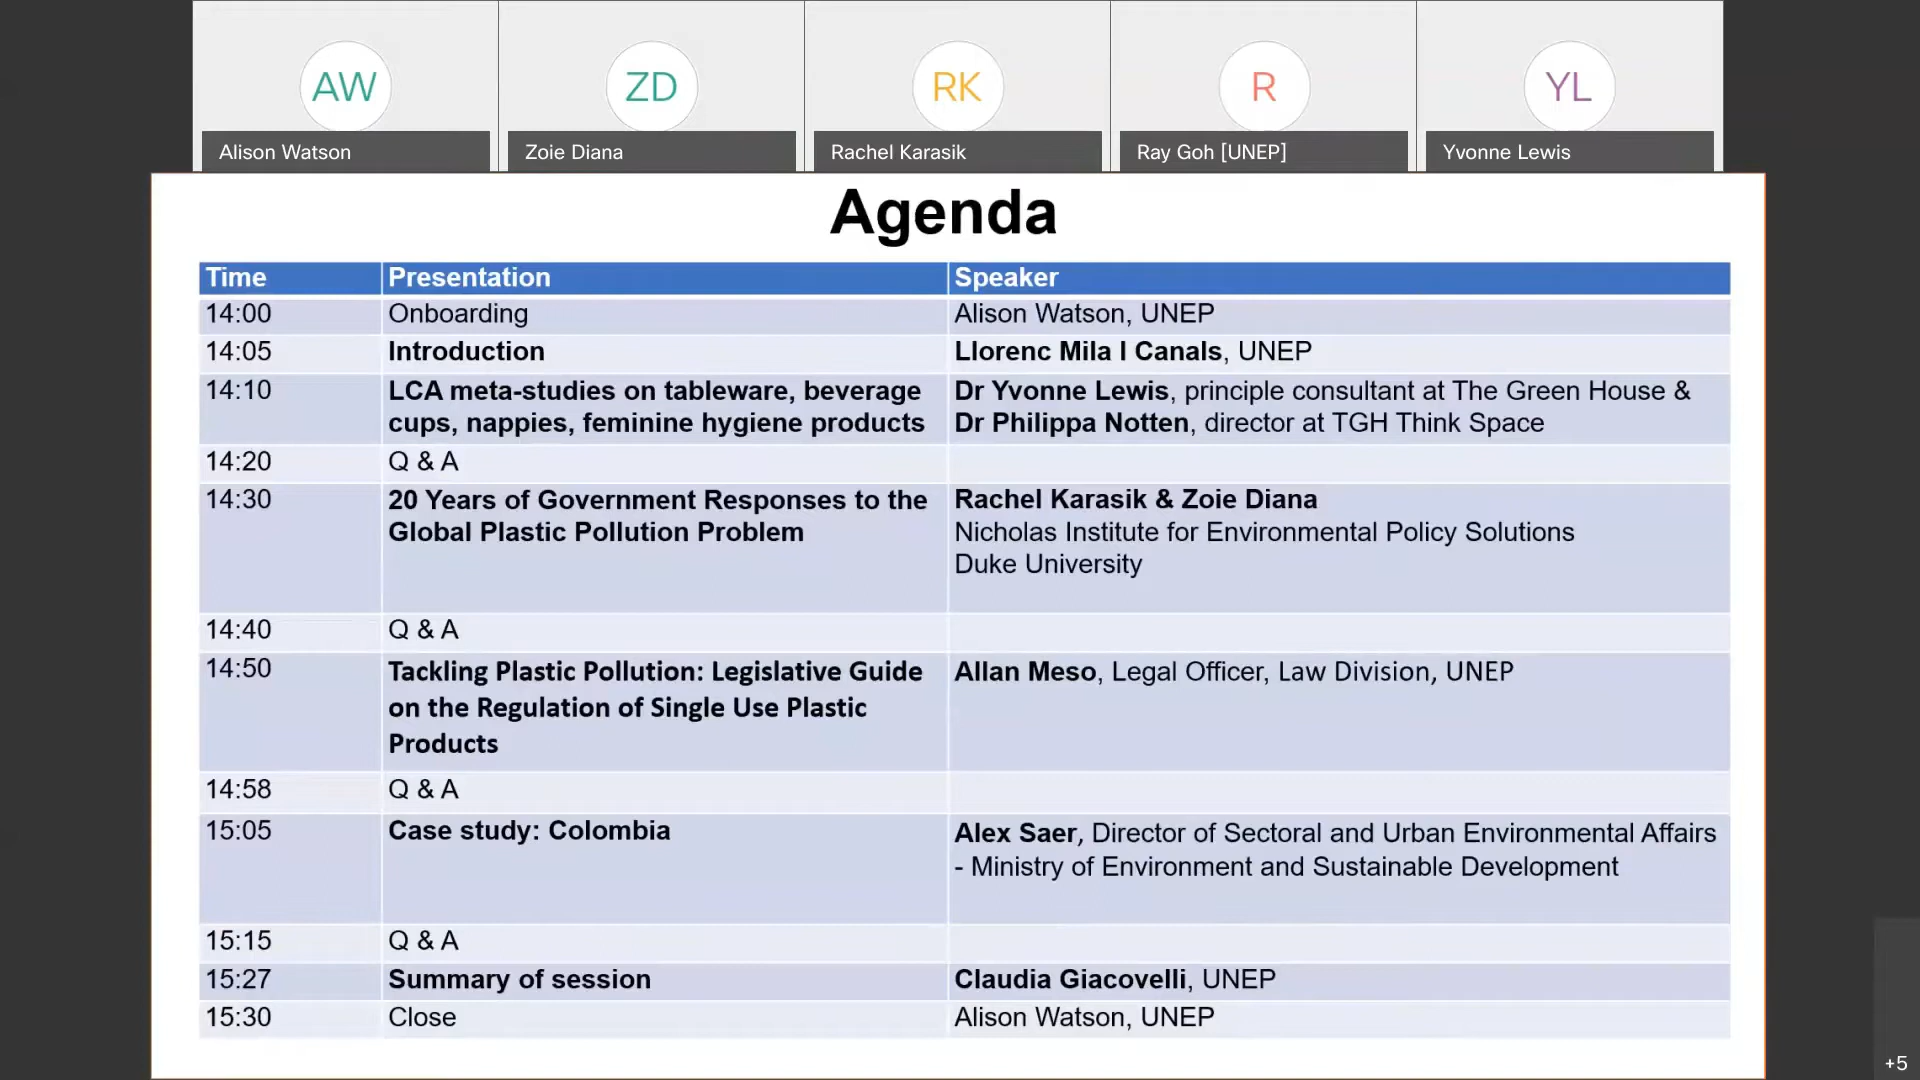 AW
ZD
RK
R
YL
Alison Watson
Zoie Diana
Rachel Karasik
Ray Goh [UNEP]
Yvonne Lewis
Agenda
Time Presentation Speaker
14:00 Onboarding Alison Watson, UNEP
14:05 Introduction Llorenc Mila I Canals, UNEP
14:10 LCA meta-studies on tableware, beverage Dr Yvonne Lewis, principle consultant at The Green House &
cups, nappies, feminine hygiene products Dr Philippa Notten, director at TGH Think Space
14:20 Q & A
14:30 20 Years of Government Responses to the Rachel Karasik & Zoie Diana
Global Plastic Pollution Problem Nicholas Institute for Environmental Policy Solutions
Duke University
14:40 Q & A
14:50 Tackling Plastic Pollution: Legislative Guide Allan Meso, Legal Officer, Law Division, UNEP
on the Regulation of Single Use Plastic
Products
14:58 Q & A
15:05 Case study: Colombia Alex Saer, Director of Sectoral and Urban Environmental Affairs
- Ministry of Environment and Sustainable Development
15:15 Q & A
15:27 Summary of session Claudia Giacovelli, UNEP
15:30 Close Alison Watson, UNEP
+5